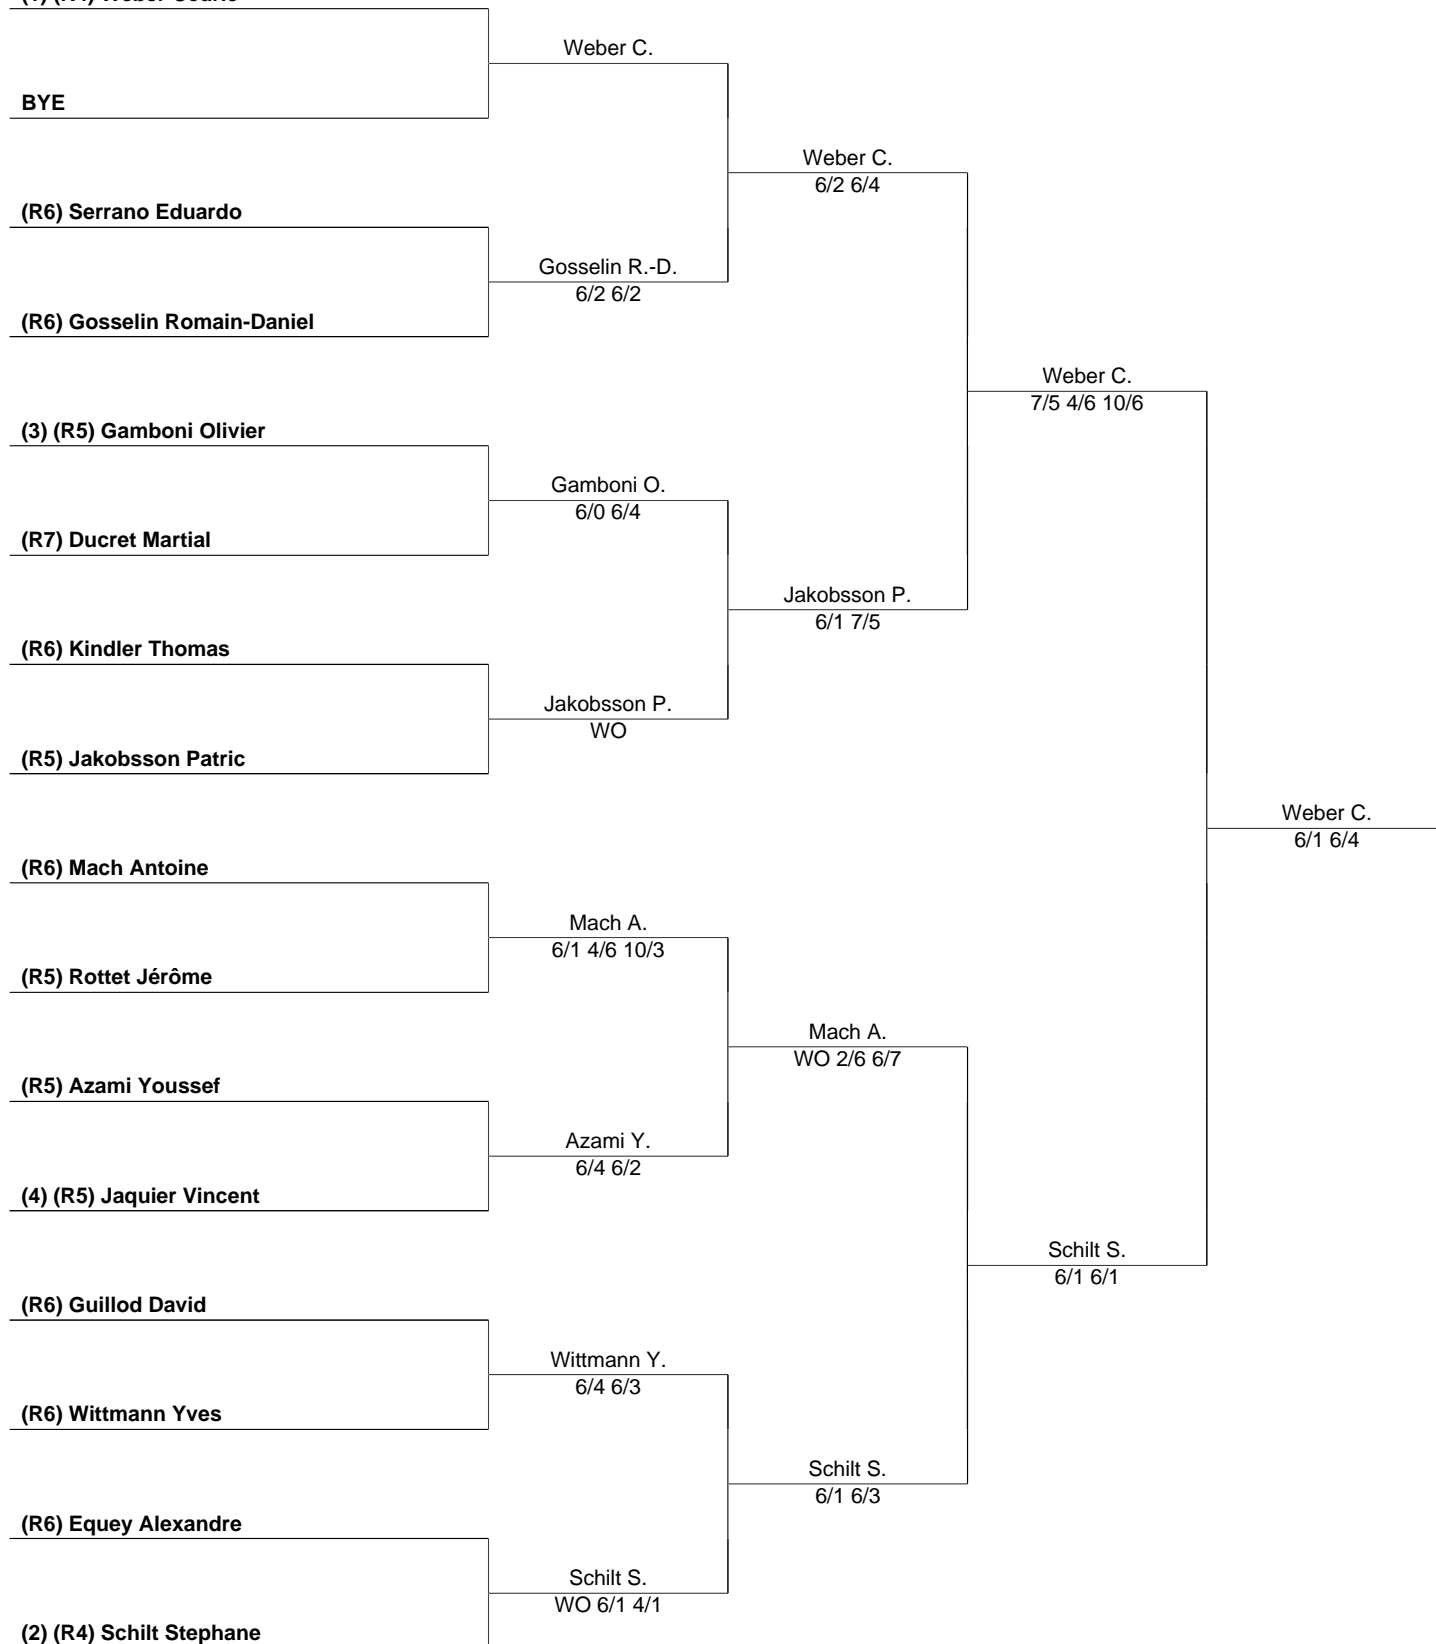 Weber C.
BYE
Weber C.
6/2 6/4
(R6) Serrano Eduardo
Gosselin R.-D.
6/2 6/2
(R6) Gosselin Romain-Daniel
Weber C.
7/5 4/6 10/6
(3) (R5) Gamboni Olivier
Gamboni O.
6/0 6/4
(R7) Ducret Martial
Jakobsson P.
6/1 7/5
(R6) Kindler Thomas
Jakobsson P.
WO
(R5) Jakobsson Patric
Weber C.
6/1 6/4
(R6) Mach Antoine
Mach A.
6/1 4/6 10/3
(R5) Rottet Jérôme
Mach A.
WO 2/6 6/7
(R5) Azami Youssef
Azami Y.
6/4 6/2
(4) (R5) Jaquier Vincent
Schilt S.
6/1 6/1
(R6) Guillod David
Wittmann Y.
6/4 6/3
(R6) Wittmann Yves
Schilt S.
6/1 6/3
(R6) Equey Alexandre
Schilt S.
WO 6/1 4/1
(2) (R4) Schilt Stephane